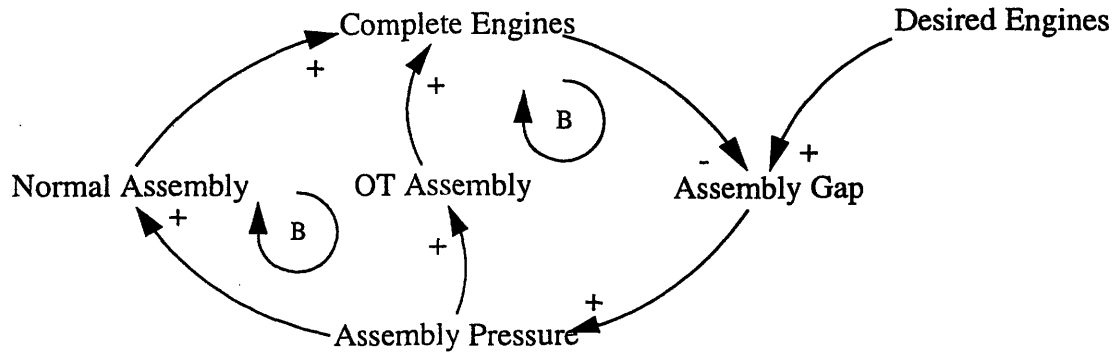 Complete Engines
Desired Engines
+
+
B
-
+
Normal Assembly
OT Assembly
Assembly Gap
+
B
+
+
Assembly Pressure